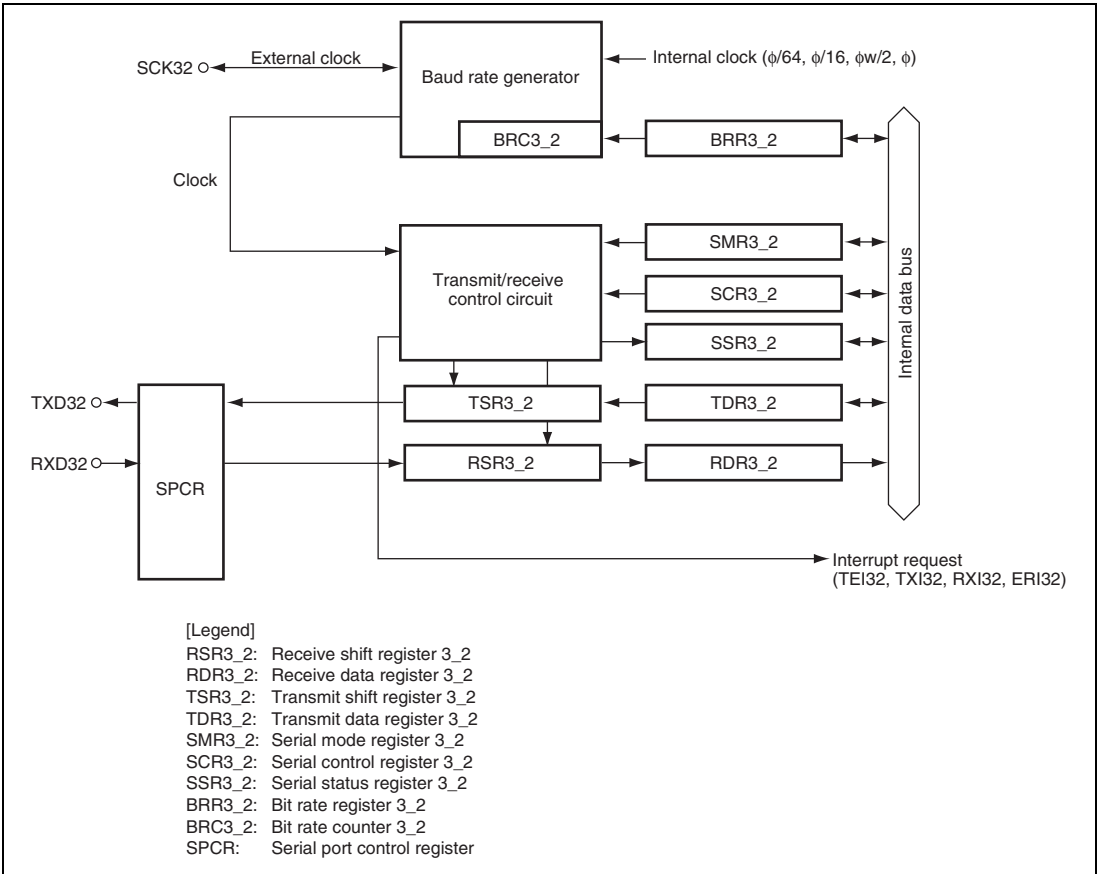 SCK32
External clock
Baud rate generator
Internal clock (ϕ/64, ϕ/16, ϕw/2, ϕ)
BRC3_2
BRR3_2
Clock
SMR3_2
Transmit/receive
control circuit
SCR3_2
SSR3_2
Internal data bus
TXD32
TSR3_2
TDR3_2
RXD32
SPCR
RSR3_2
RDR3_2
Interrupt request
(TEI32, TXI32, RXI32, ERI32)
[Legend]
RSR3_2: Receive shift register 3_2
RDR3_2: Receive data register 3_2
TSR3_2: Transmit shift register 3_2
TDR3_2: Transmit data register 3_2
SMR3_2: Serial mode register 3_2
SCR3_2: Serial control register 3_2
SSR3_2: Serial status register 3_2
BRR3_2: Bit rate register 3_2
BRC3_2: Bit rate counter 3_2
SPCR: Serial port control register